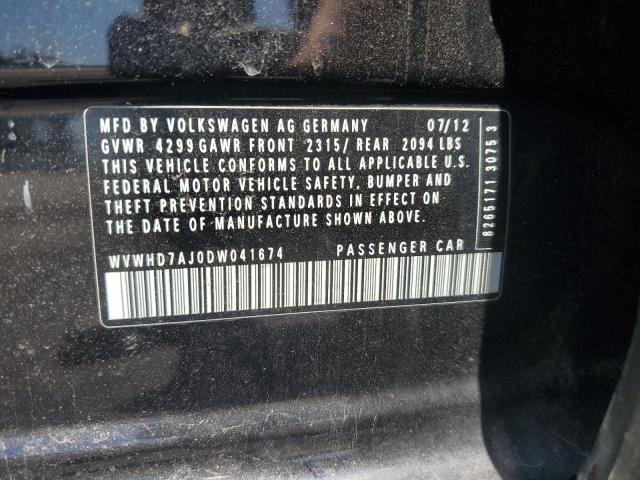 MFD BY VOLKSWAGEN AG GERMANY 07/12
GVWR 4299 GAWR FRONT 2315/ REAR 2094 LBS
THIS VEHICLE CONFORMS TO ALL APPLICABLE U.S.
FEDERAL MOTOR VEHICLE SAFETY, BUMPER AND
THEFT PREVENTION STANDARDS IN EFFECT ON
THE DATE OF MANUFACTURE SHOWN ABOVE.
WVWHD7AJ0DW041674 PASSENGER CAR
8265171 3075 3